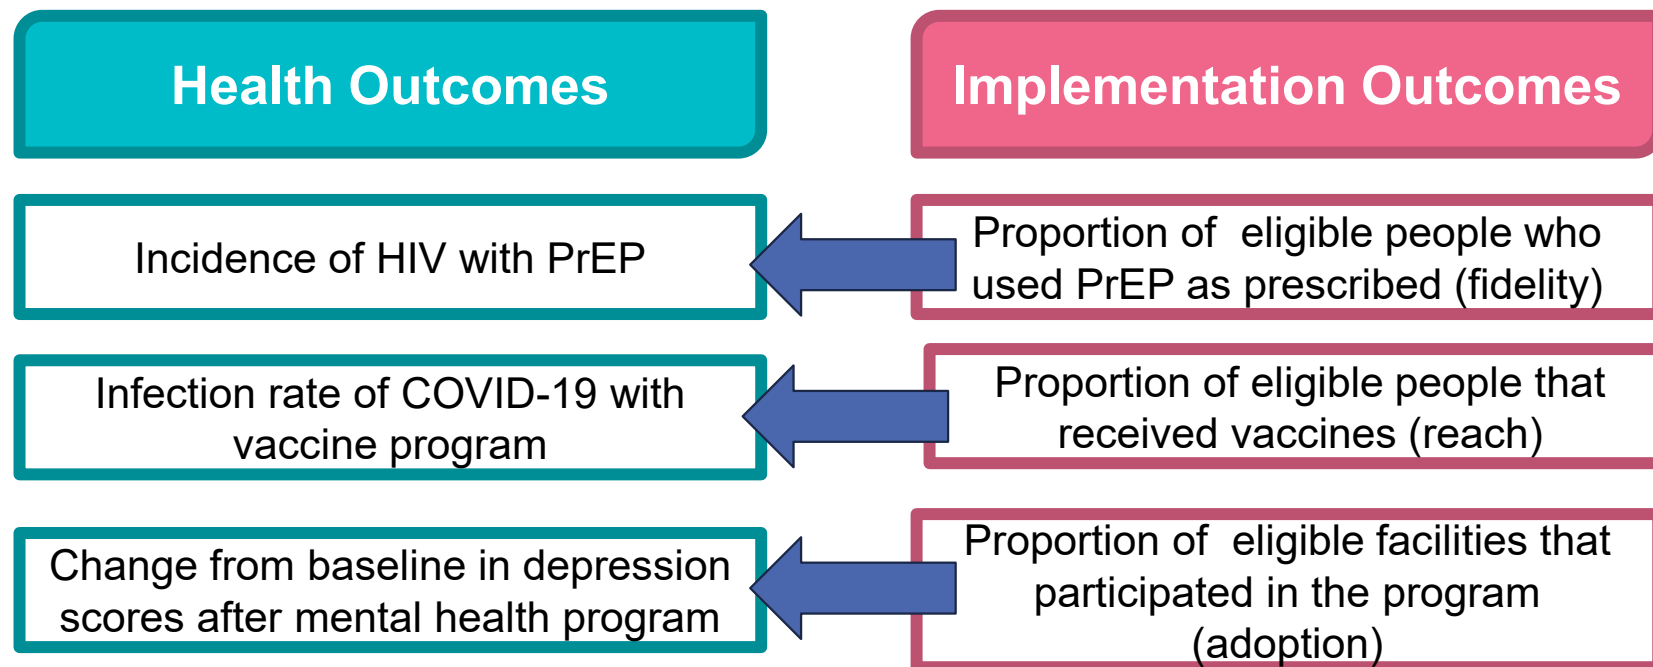 Health Outcomes
Implementation Outcomes
Incidence of HIV with PrEP
Proportion of  eligible people who
used PrEP as prescribed (fidelity)
Infection rate of COVID-19 with
vaccine program
Proportion of eligible people that
received vaccines (reach)
Change from baseline in depression
scores after mental health program
Proportion of  eligible facilities that
participated in the program
(adoption)